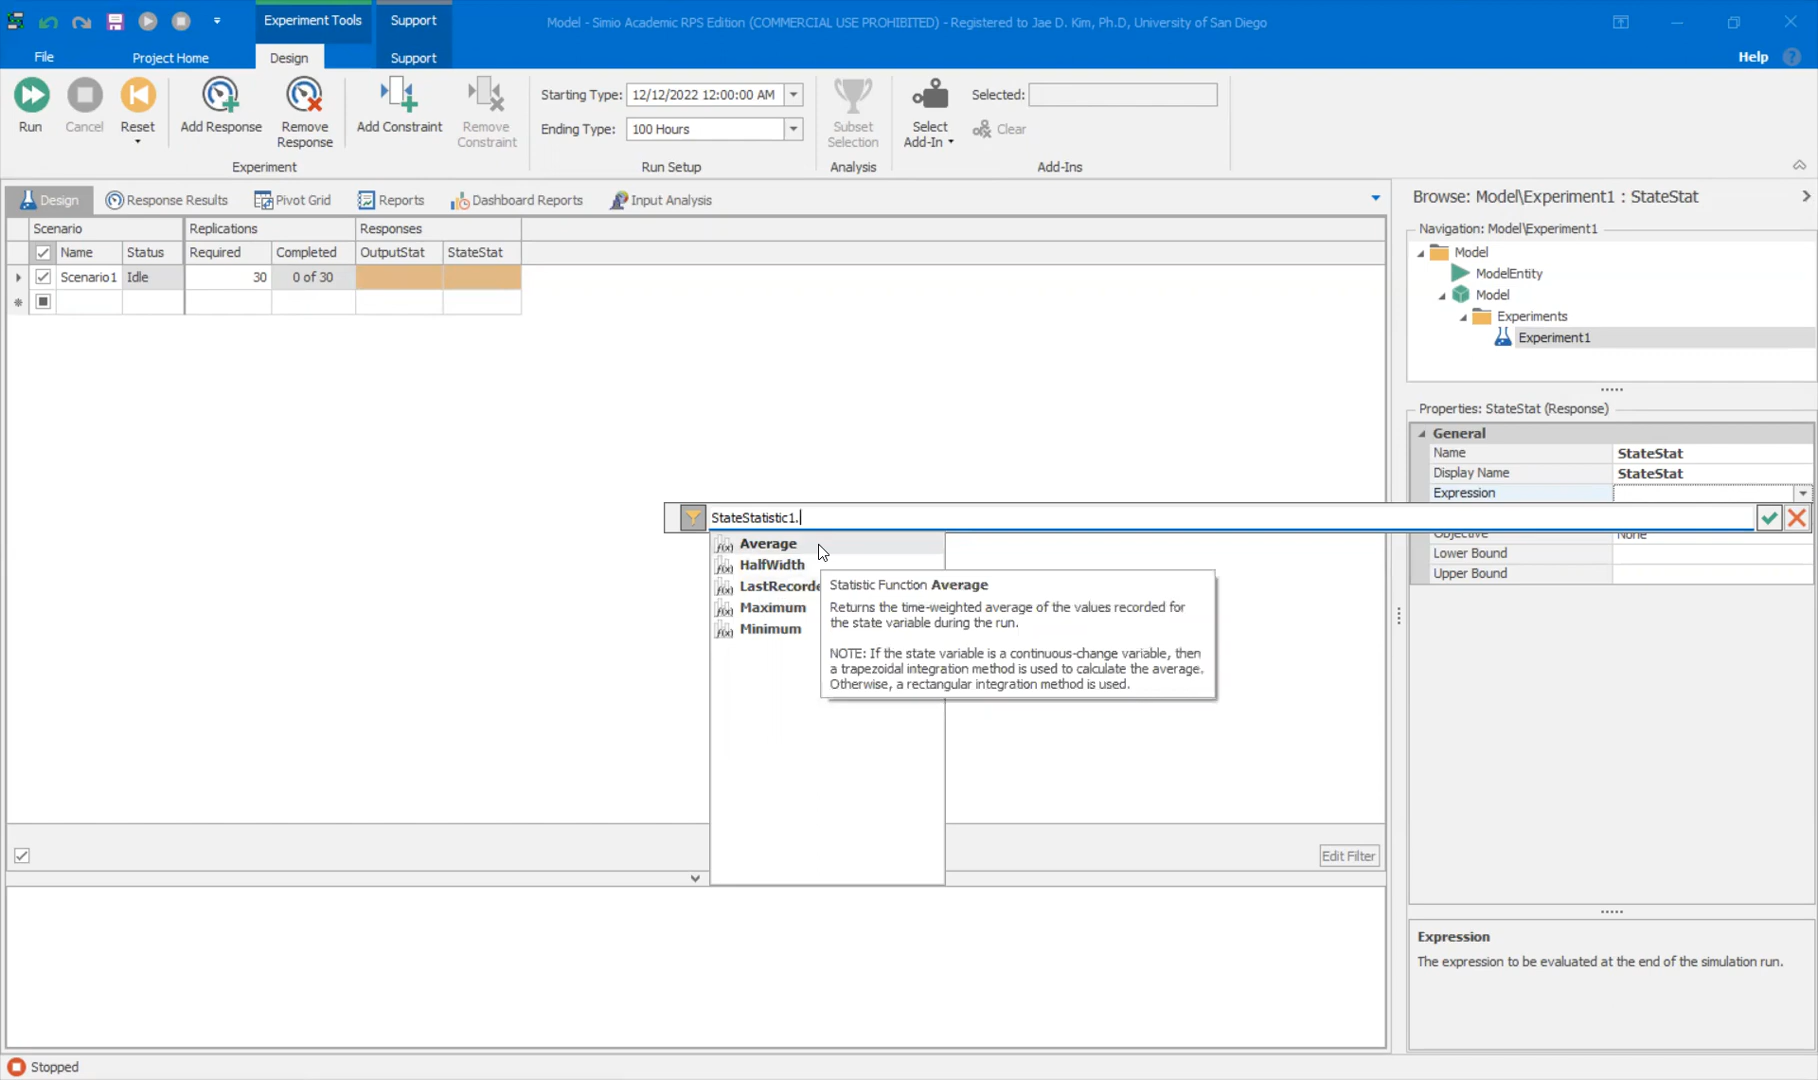 Experiment Tools
Support
Model - Simio Academic RPS Edition (COMMERCIAL USE PROHIBITED) - Registered to Jae D. Kim, Ph.D, University of San Diego
File
Project Home
Design
Support
Help
Run
Cancel
Reset
Add Response
Remove
Response
Add Constraint
Remove
Constraint
Experiment
Starting Type: 12/12/2022 12:00:00 AM
Ending Type: 100 Hours
Run Setup
Subset
Selection
Analysis
Select
Add-In
Selected:
Clear
Add-Ins
Design
Response Results
Pivot Grid
Reports
Dashboard Reports
Input Analysis
Scenario
Replications
Responses
Name
Status
Required
Completed
OutputStat
StateStat
Scenario1
Idle
30
0 of 30
StateStatistic1.
f(x) Average
f(x) HalfWidth
f(x) LastRecorde
f(x) Maximum
f(x) Minimum
Statistic Function Average
Returns the time-weighted average of the values recorded for
the state variable during the run.
NOTE: If the state variable is a continuous-change variable, then
a trapezoidal integration method is used to calculate the average.
Otherwise, a rectangular integration method is used.
Edit Filter
Browse: Model\Experiment1 : StateStat
Navigation: Model\Experiment1
Model
ModelEntity
Model
Experiments
Experiment1
Properties: StateStat (Response)
General
Name StateStat
Display Name StateStat
Expression
Objective None
Lower Bound
Upper Bound
Expression
The expression to be evaluated at the end of the simulation run.
Stopped